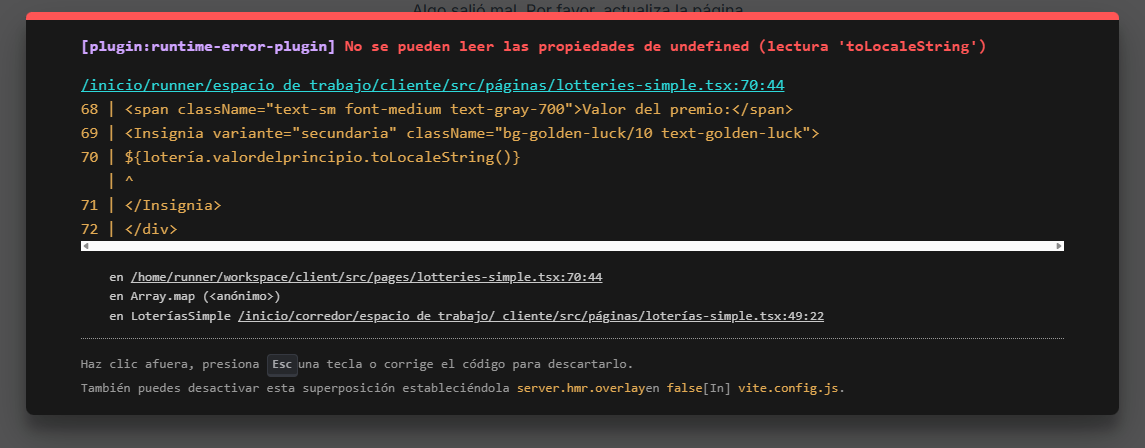 Algo salió mal. Por favor, actualiza la página.
[plugin:runtime-error-plugin] No se pueden leer las propiedades de undefined (lectura 'toLocaleString')
/inicio/runner/espacio de trabajo/cliente/src/páginas/lotteries-simple.tsx:70:44
68 | <span className="text-sm font-medium text-gray-700">Valor del premio:</span>
69 | <Insignia variante="secundaria" className="bg-golden-luck/10 text-golden-luck">
70 | ${lotería.valordelprincipio.toLocaleString()}
| ^
71 | </Insignia>
72 | </div>
en /home/runner/workspace/client/src/pages/lotteries-simple.tsx:70:44
en Array.map (<anónimo>)
en LoteríasSimple /inicio/corredor/espacio de trabajo/ cliente/src/páginas/loterías-simple.tsx:49:22
Haz clic afuera, presiona Esc una tecla o corrige el código para descartarlo.
También puedes desactivar esta superposición estableciéndola server.hmr.overlayen false[In] vite.config.js.